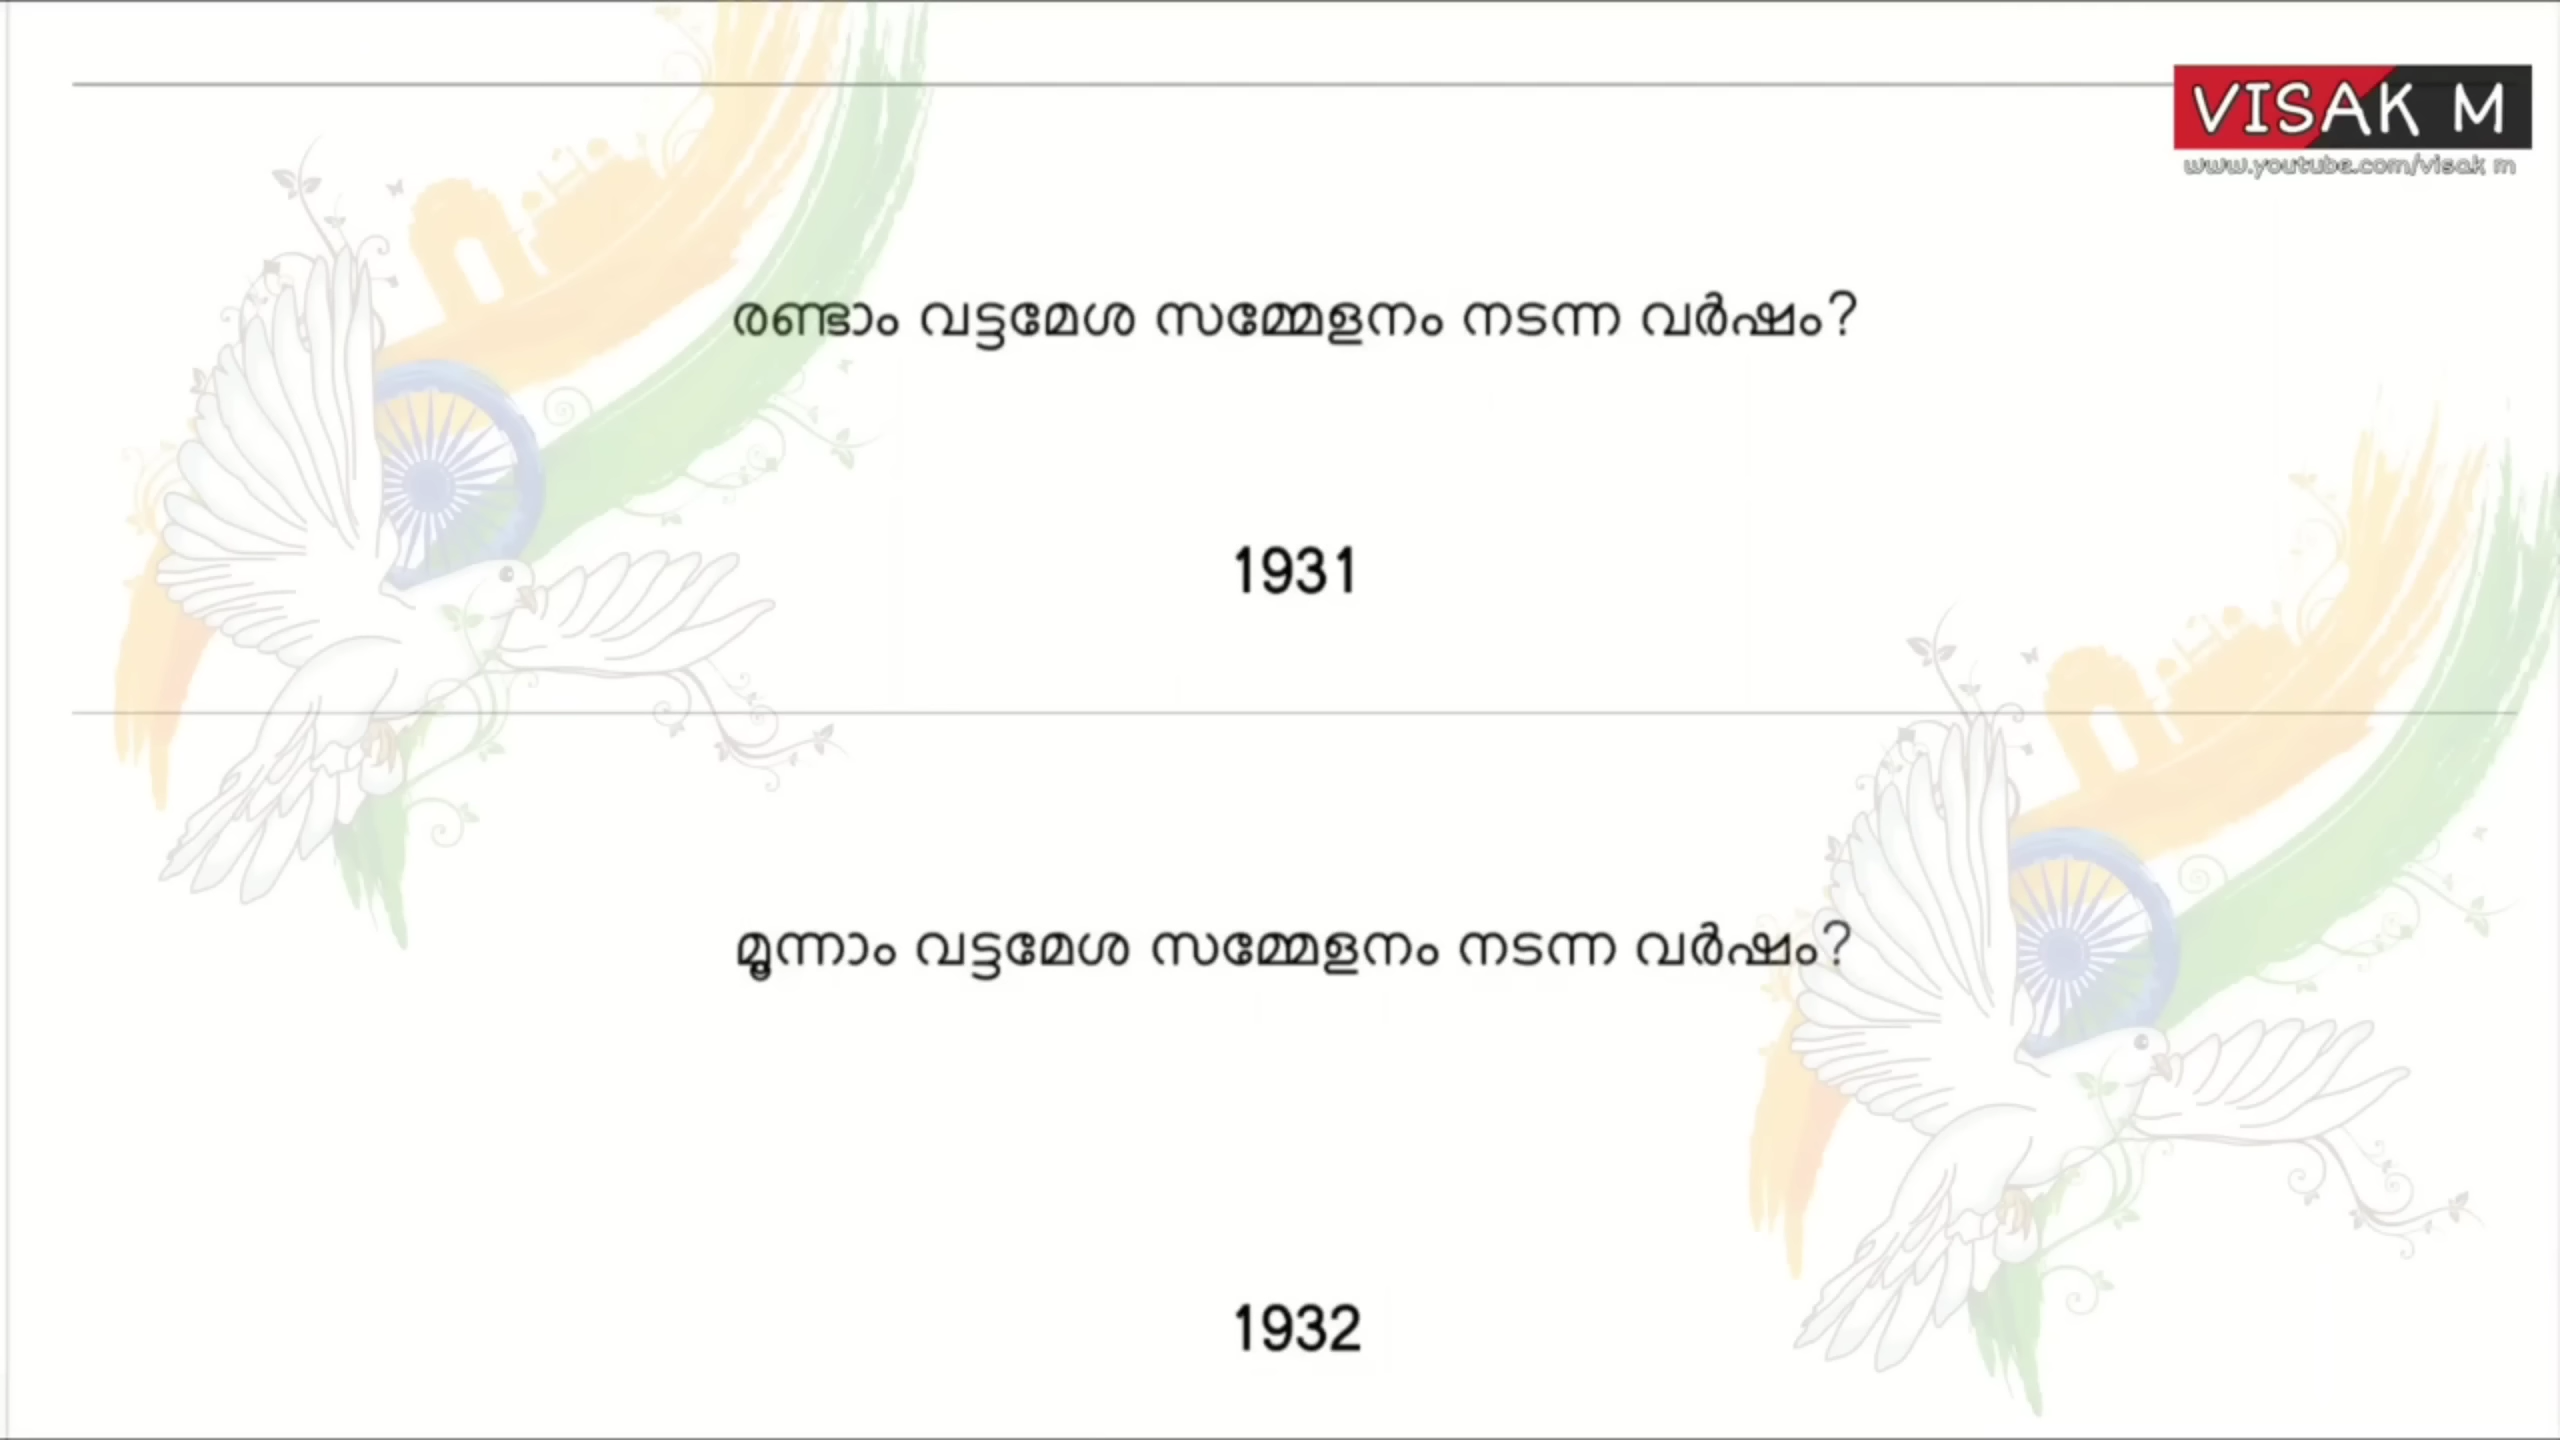 VISAK M
www.youtube.com/visak m
രണ്ടാം വട്ടമേശ സമ്മേളനം നടന്ന വർഷം?
1931
മൂന്നാം വട്ടമേശ സമ്മേളനം നടന്ന വർഷം?
1932